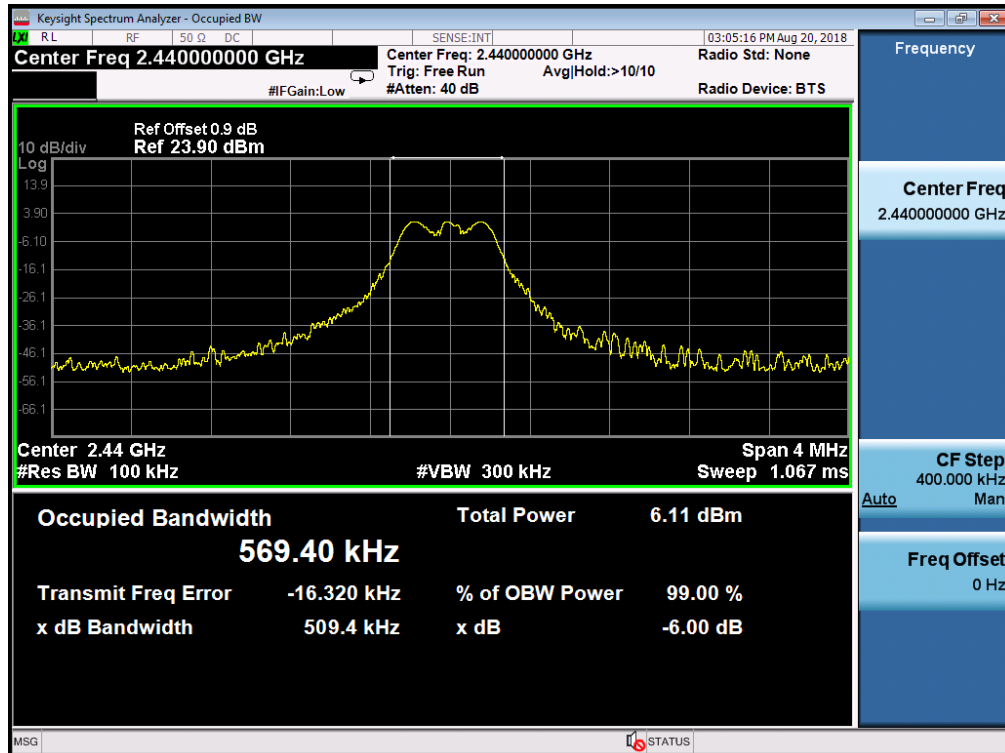 Keysight Spectrum Analyzer - Occupied BW
LXI RL RF 50 Ω DC SENSE:INT 03:05:16 PM Aug 20, 2018
Center Freq 2.440000000 GHz
Center Freq: 2.440000000 GHz Radio Std: None
Trig: Free Run Avg|Hold:>10/10
#IFGain:Low #Atten: 40 dB Radio Device: BTS
Ref Offset 0.9 dB
10 dB/div Ref 23.90 dBm
Log
13.9
3.90
-6.10
-16.1
-26.1
-36.1
-46.1
-56.1
-66.1
Center 2.44 GHz Span 4 MHz
#Res BW 100 kHz #VBW 300 kHz Sweep 1.067 ms
Occupied Bandwidth Total Power 6.11 dBm
569.40 kHz
Transmit Freq Error -16.320 kHz % of OBW Power 99.00 %
x dB Bandwidth 509.4 kHz x dB -6.00 dB
MSG STATUS
Frequency
Center Freq
2.440000000 GHz
CF Step
400.000 kHz
Auto Man
Freq Offset
0 Hz